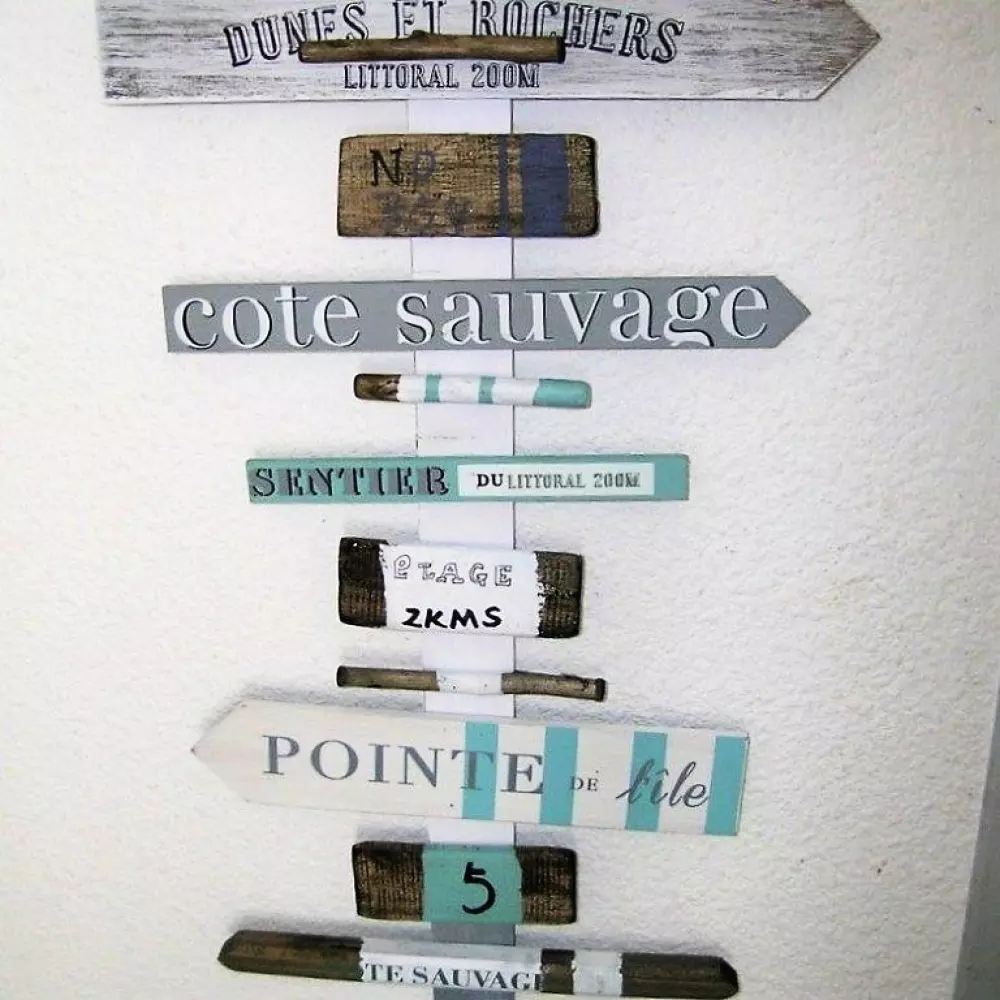 DUNES ET ROCHERS
LITTORAL 200M
cote sauvage
SENTIER DU LITTORAL 200M
PLAGE
2KMS
POINTE DE l'île
5
TE SAUVAGE